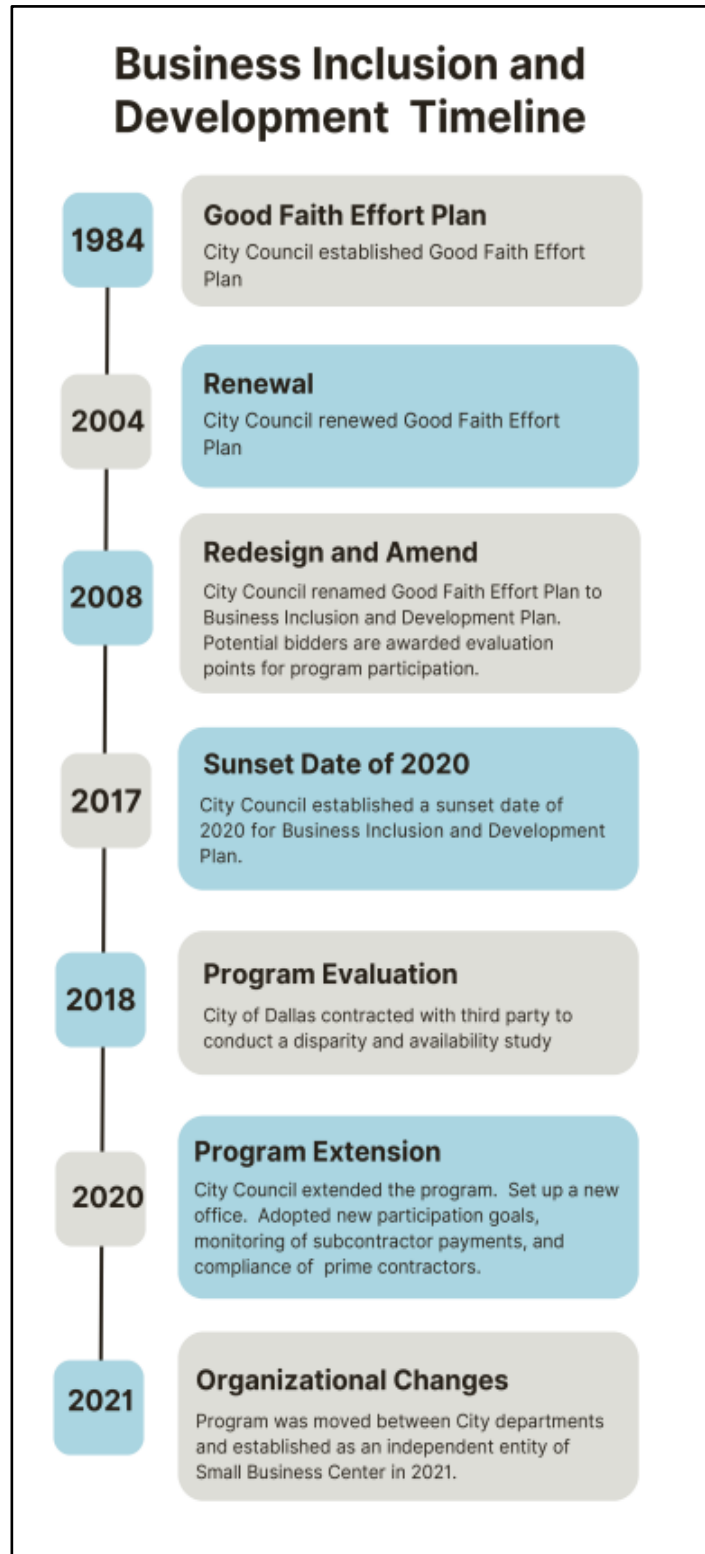 Business Inclusion and
Development Timeline
1984
Good Faith Effort Plan
City Council established Good Faith Effort
Plan
2004
Renewal
City Council renewed Good Faith Effort
Plan
2008
Redesign and Amend
City Council renamed Good Faith Effort Plan to
Business Inclusion and Development Plan.
Potential bidders are awarded evaluation
points for program participation.
2017
Sunset Date of 2020
City Council established a sunset date of
2020 for Business Inclusion and Development
Plan.
2018
Program Evaluation
City of Dallas contracted with third party to
conduct a disparity and availability study
2020
Program Extension
City Council extended the program. Set up a new
office. Adopted new participation goals,
monitoring of subcontractor payments, and
compliance of prime contractors.
2021
Organizational Changes
Program was moved between City departments
and established as an independent entity of
Small Business Center in 2021.